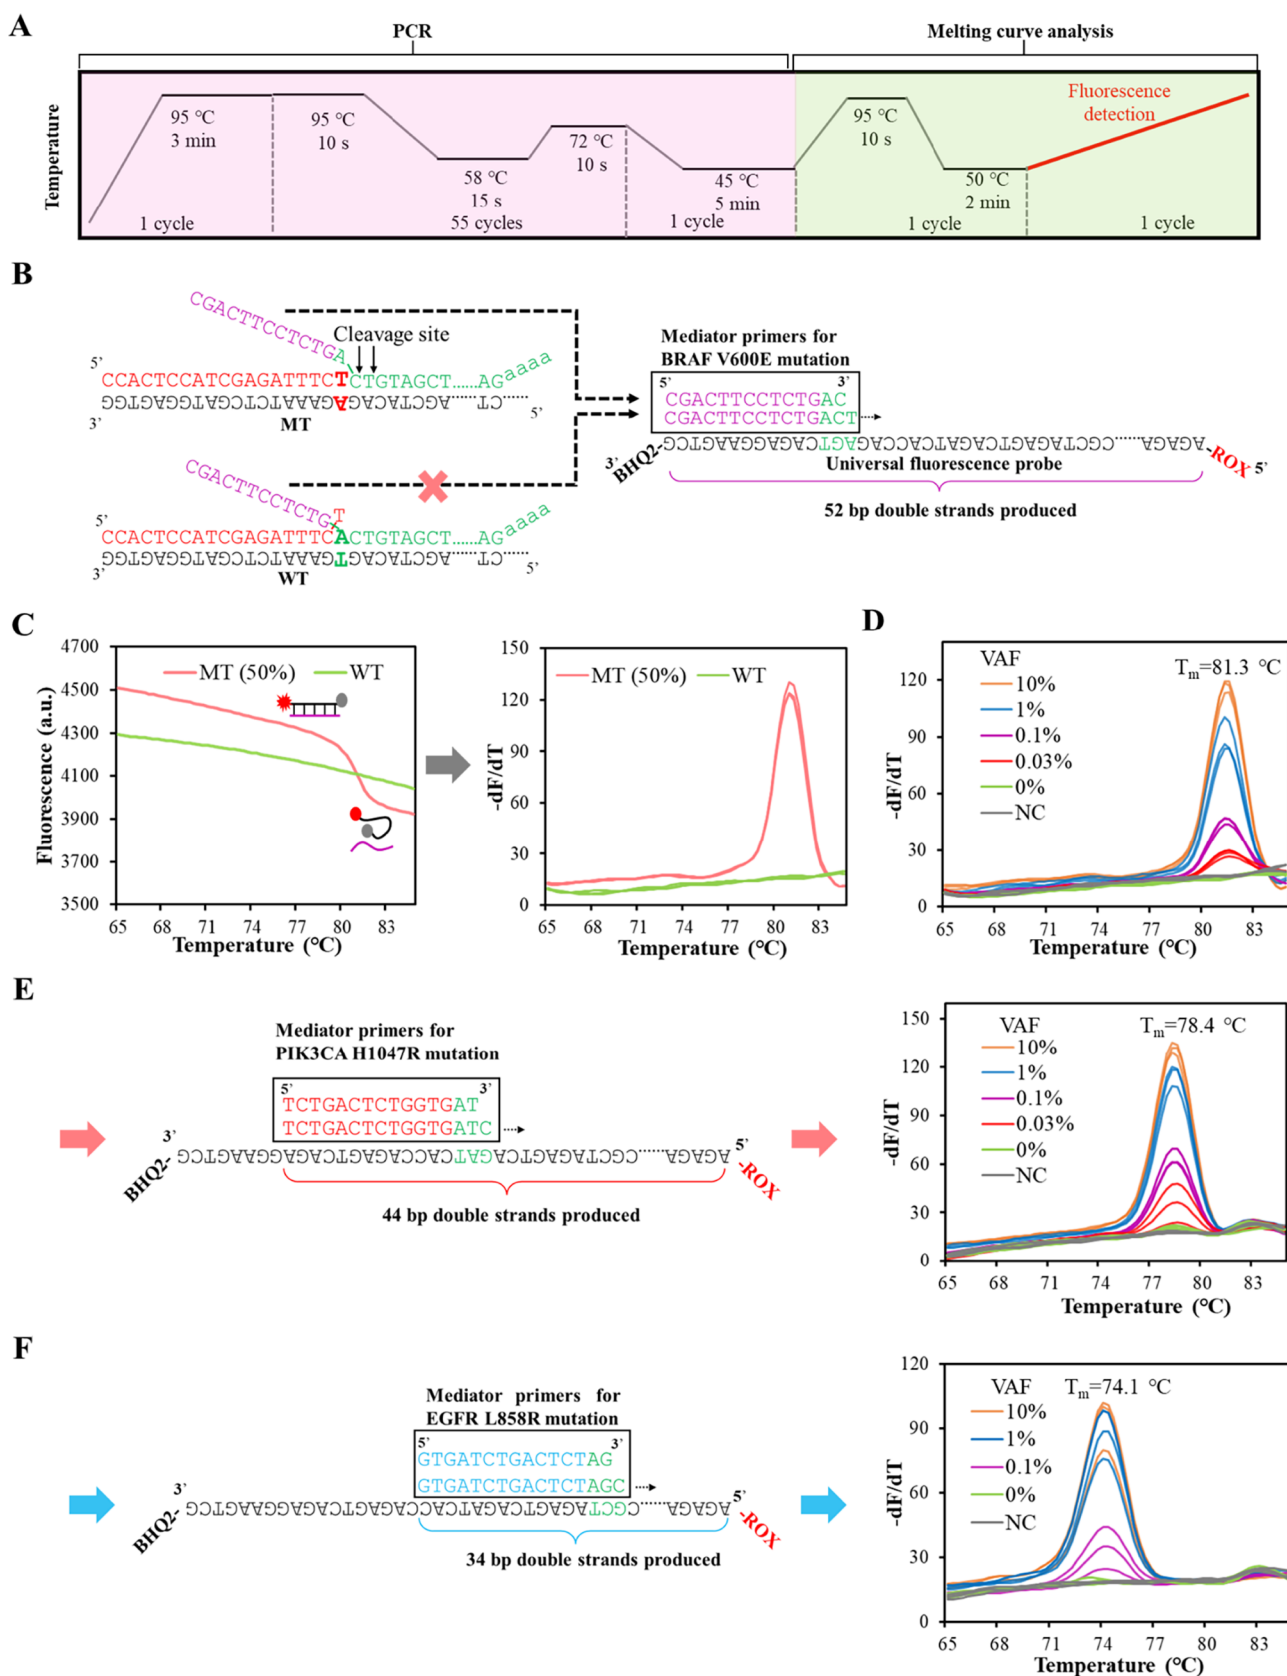 A
PCR
Melting curve analysis
Temperature
95 °C
3 min
1 cycle
95 °C
10 s
58 °C
15 s
72 °C
10 s
55 cycles
45 °C
5 min
1 cycle
95 °C
10 s
50 °C
2 min
1 cycle
Fluorescence
detection
1 cycle
B
CGACTTCCTCTGA
Cleavage site
5’
CCACTCCATCGAGATTTCTCTGTAGCT......AGaaaa
GGTGAGGTAGCTCTAAAGAGACATCGA TC
3’
MT
5’
CGACTTCCTCTGT
5’
CCACTCCATCGAGATTTCACTGTAGCT......AGaaaa
GGTGAGGTAGCTCTAAAGTGACATCGA TC
3’
WT
5’
Mediator primers for
BRAF V600E mutation
5’ 3’
CGACTTCCTCTGAC
CGACTTCCTCTGACT
3’ BHQ2-GCTGAAGGAGACTGAGACCACTAGACTGAGATCGC......AGAGA-ROX 5’
Universal fluorescence probe
52 bp double strands produced
C
Fluorescence (a.u.)
4700
4500
4300
4100
3900
3700
3500
MT (50%) WT
65 68 71 74 77 80 83
Temperature (°C)
-dF/dT
150
120
90
60
30
0
MT (50%) WT
65 68 71 74 77 80 83
Temperature (°C)
D
-dF/dT
120
90
60
30
0
VAF
10%
1%
0.1%
0.03%
0%
NC
Tm=81.3 °C
65 68 71 74 77 80 83
Temperature (°C)
E
Mediator primers for
PIK3CA H1047R mutation
5’ 3’
TCTGACTCTGGTGAT
TCTGACTCTGGTGATC
3’ BHQ2-GCTGAAGGAGACTGAGACCACTAGACTGAGATCGC......AGAGA-ROX 5’
44 bp double strands produced
-dF/dT
150
120
90
60
30
0
VAF
10%
1%
0.1%
0.03%
0%
NC
Tm=78.4 °C
65 68 71 74 77 80 83
Temperature (°C)
F
Mediator primers for
EGFR L858R mutation
5’ 3’
GTGATCTGACTCTAG
GTGATCTGACTCTAGC
3’ BHQ2-GCTGAAGGAGACTGAGACCACTAGACTGAGATCGC......AGAGA-ROX 5’
34 bp double strands produced
-dF/dT
120
90
60
30
0
VAF
10%
1%
0.1%
0%
NC
Tm=74.1 °C
65 68 71 74 77 80 83
Temperature (°C)